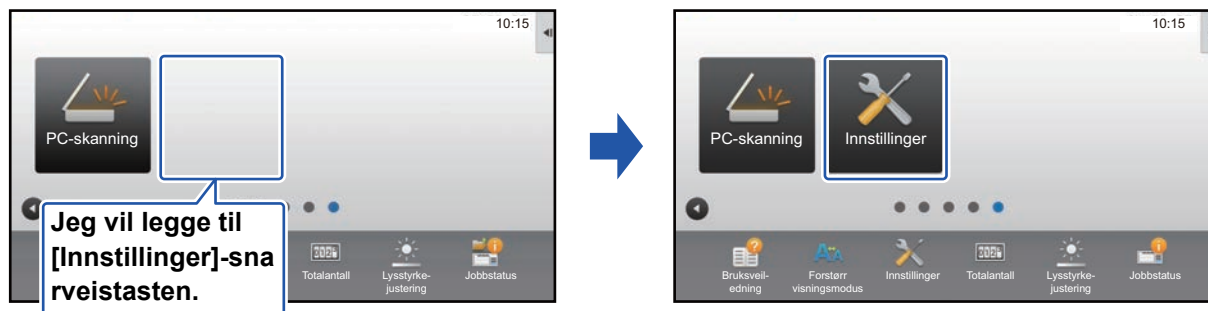 10:15
PC-skanning
Jeg vil legge til
[Innstillinger]-sna
rveistasten.
Totalantall
Lysstyrke-
justering
Jobbstatus
10:15
PC-skanning
Innstillinger
Bruksveil-
edning
Forstørr
visningsmodus
Innstillinger
Totalantall
Lysstyrke-
justering
Jobbstatus